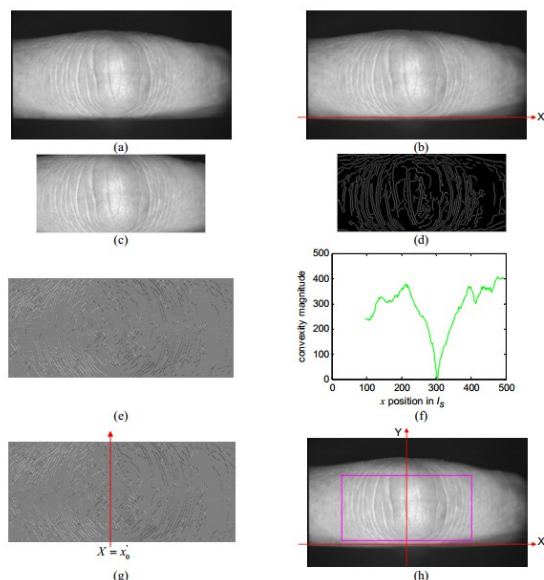 X
(a)
(b)
(c)
(d)
500
400
300
200
100
0
convexity magnitude
0 100 200 300 400 500
x position in I_S
(e)
(f)
X = x'_0
(g)
Y
X
(h)